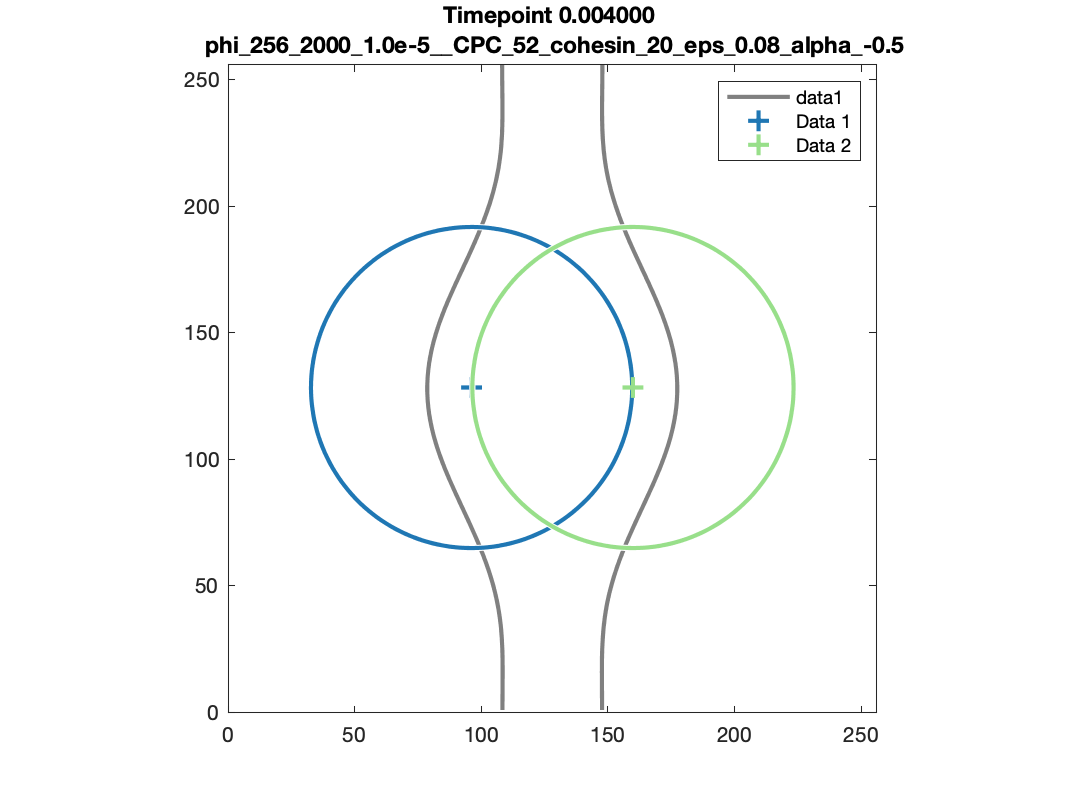 Timepoint 0.004000
phi_256_2000_1.0e-5__CPC_52_cohesin_20_eps_0.08_alpha_-0.5
data1
Data 1
Data 2
250
200
150
100
50
0
0 50 100 150 200 250